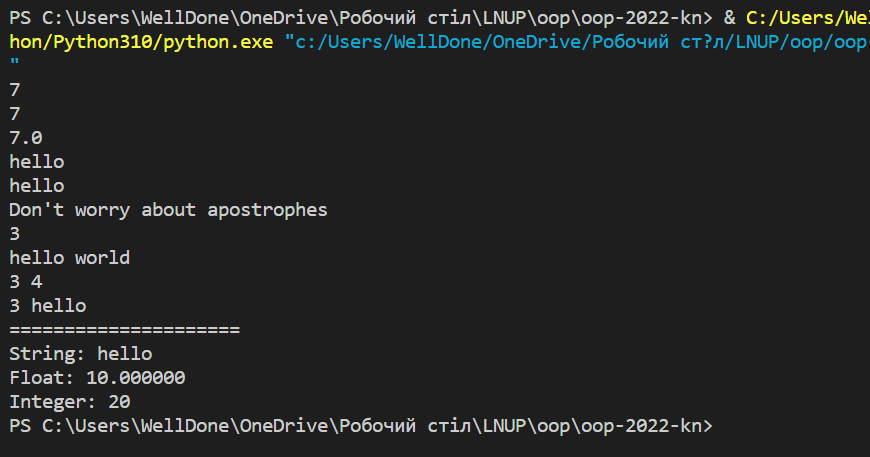 PS C:\Users\WellDone\OneDrive\Робочий стіл\LNUP\oop\oop-2022-kn> & C:/Users/We
hon/Python310/python.exe "c:/Users/WellDone/OneDrive/Робочий ст?л/LNUP/oop/oop-
"
7
7
7.0
hello
hello
Don't worry about apostrophes
3
hello world
3 4
3 hello
=====================
String: hello
Float: 10.000000
Integer: 20
PS C:\Users\WellDone\OneDrive\Робочий стіл\LNUP\oop\oop-2022-kn>